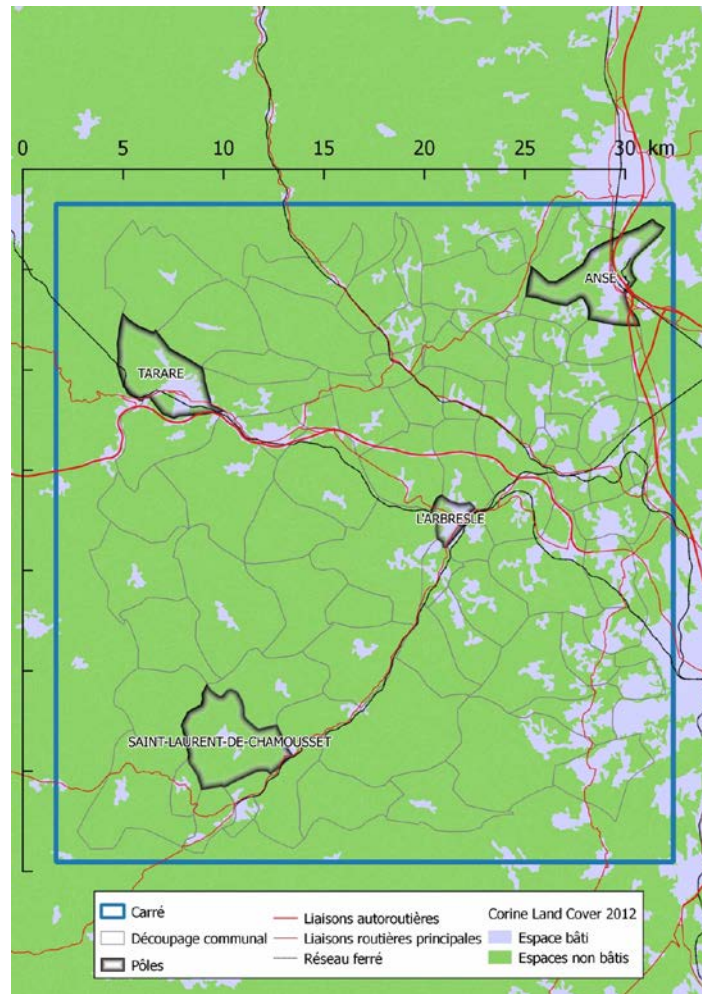 0 5 10 15 20 25 30 km
ANSE
TARARE
L'ARBRESLE
SAINT-LAURENT-DE-CHAMOUSSET
Carré
Découpage communal
Pôles
Liaisons autoroutières
Liaisons routières principales
Réseau ferré
Corine Land Cover 2012
Espace bâti
Espaces non bâtis